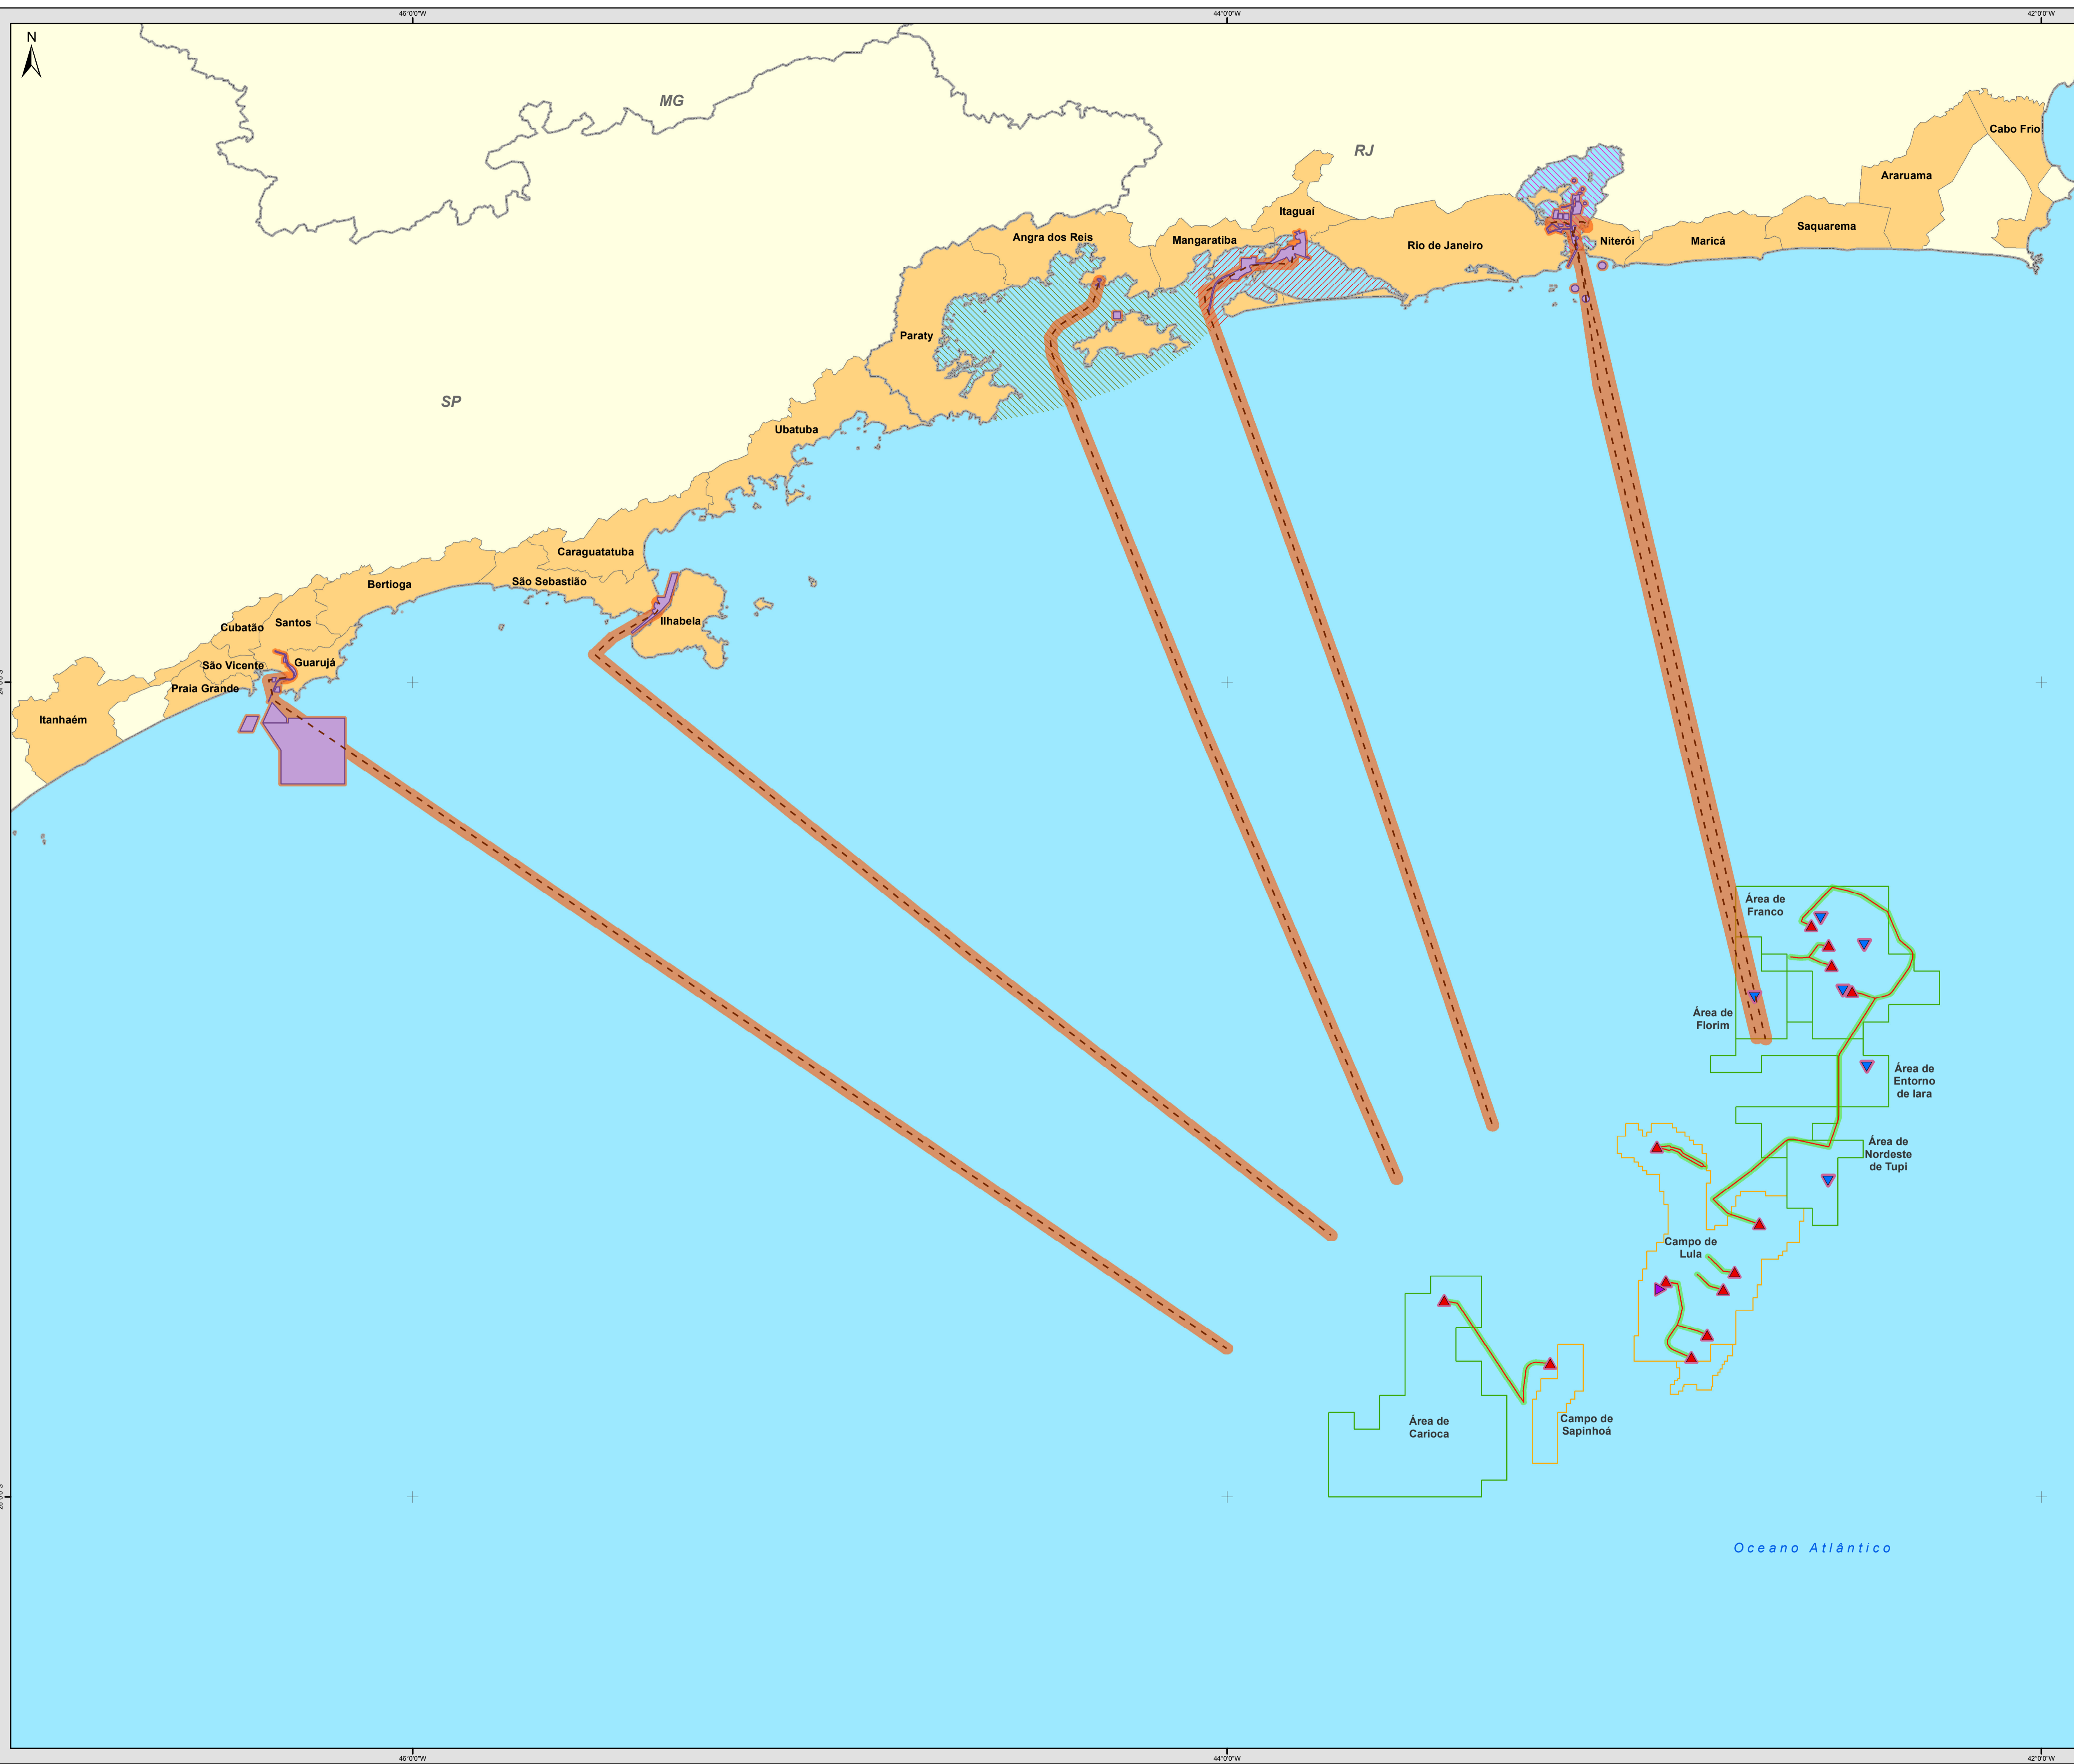 46°0'0"W
44°0'0"W
42°0'0"W
N
MG
RJ
SP
Cabo Frio
Araruama
Saquarema
Maricá
Niterói
Rio de Janeiro
Itaguaí
Mangaratiba
Angra dos Reis
Paraty
Ubatuba
Caraguatatuba
São Sebastião
Ilhabela
Bertioga
Santos
Cubatão
Guarujá
São Vicente
Praia Grande
Itanhaém
Área de
Franco
Área de
Florim
Área de
Entorno
de Iara
Área de
Nordeste
de Tupi
Campo de
Lula
Área de
Carioca
Campo de
Sapinhoá
Oceano Atlântico
46°0'0"W
44°0'0"W
42°0'0"W